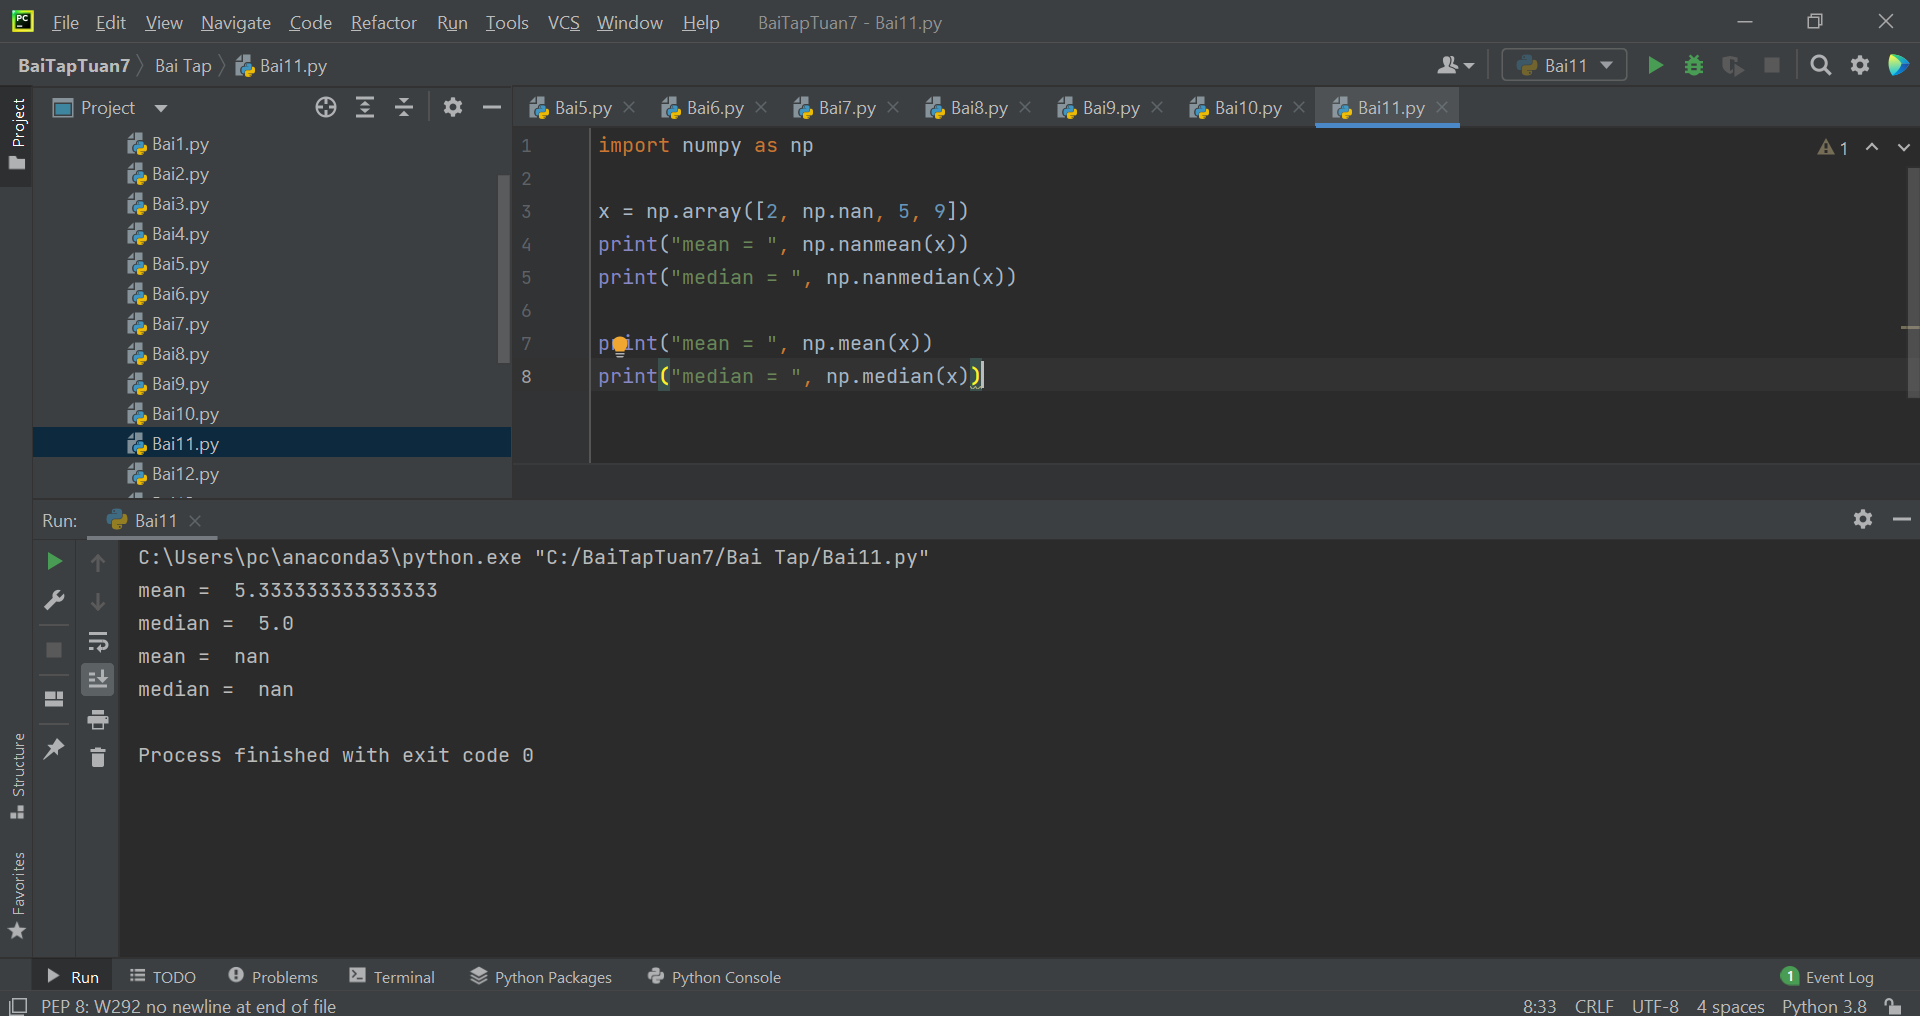 File Edit View Navigate Code Refactor Run Tools VCS Window Help BaiTapTuan7 - Bai11.py
BaiTapTuan7 Bai Tap Bai11.py
Bai11
Project
Project
Bai5.py Bai6.py Bai7.py Bai8.py Bai9.py Bai10.py Bai11.py
Bai1.py
Bai2.py
Bai3.py
Bai4.py
Bai5.py
Bai6.py
Bai7.py
Bai8.py
Bai9.py
Bai10.py
Bai11.py
Bai12.py
1 import numpy as np
2
3 x = np.array([2, np.nan, 5, 9])
4 print("mean = ", np.nanmean(x))
5 print("median = ", np.nanmedian(x))
6
7 print("mean = ", np.mean(x))
8 print("median = ", np.median(x))
1
Run: Bai11
C:\Users\pc\anaconda3\python.exe "C:/BaiTapTuan7/Bai Tap/Bai11.py"
mean =  5.333333333333333
median =  5.0
mean =  nan
median =  nan
Process finished with exit code 0
Structure
Favorites
Run TODO Problems Terminal Python Packages Python Console 1 Event Log
PEP 8: W292 no newline at end of file 8:33 CRLF UTF-8 4 spaces Python 3.8